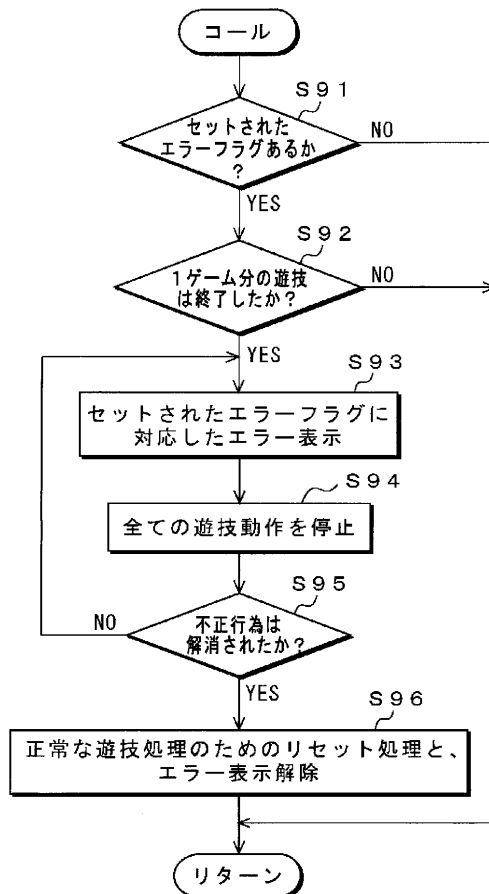 コール
S91
セットされた
エラーフラグあるか
?
NO
YES
S92
1ゲーム分の遊技
は終了したか?
NO
YES
S93
セットされたエラーフラグに
対応したエラー表示
S94
全ての遊技動作を停止
S95
不正行為は
解消されたか?
NO
YES
S96
正常な遊技処理のためのリセット処理と、
エラー表示解除
リターン